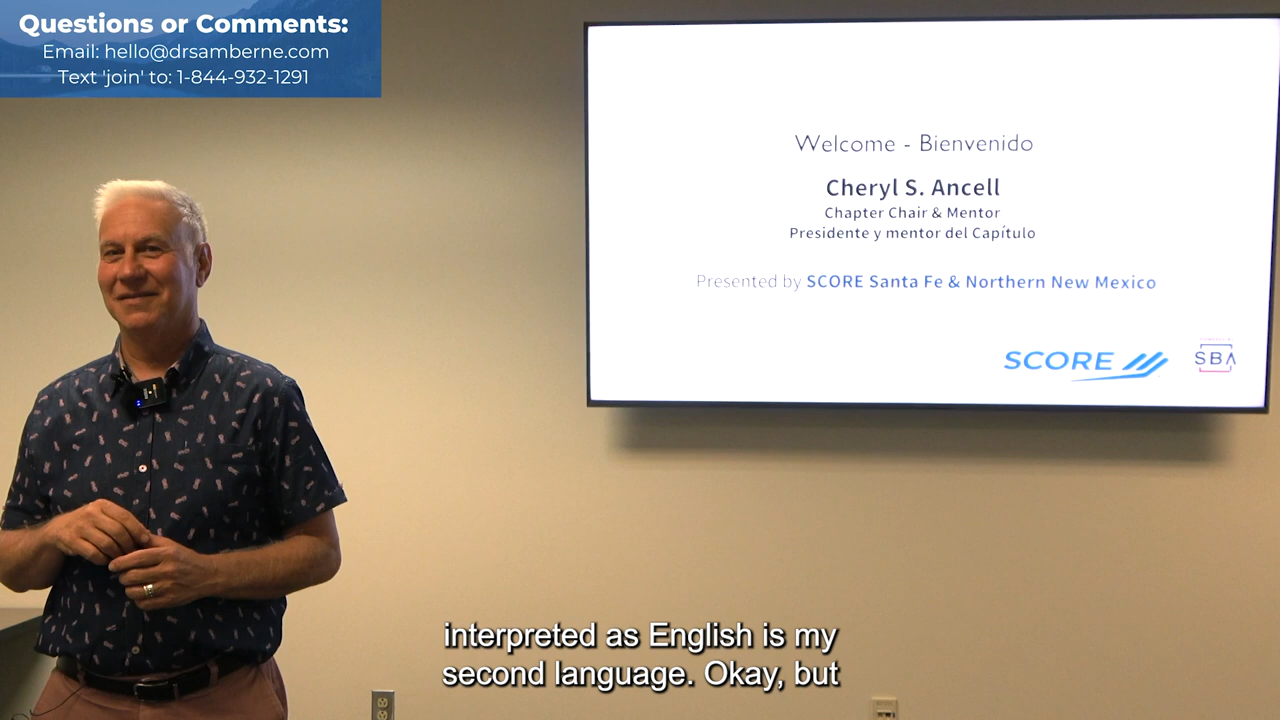 Questions or Comments:
Email: hello@drsamberne.com
Text 'join' to: 1-844-932-1291
Welcome - Bienvenido
Cheryl S. Ancell
Chapter Chair & Mentor
Presidente y mentor del Capítulo
Presented by SCORE Santa Fe & Northern New Mexico
SCORE
SBA
interpreted as English is my
second language. Okay, but